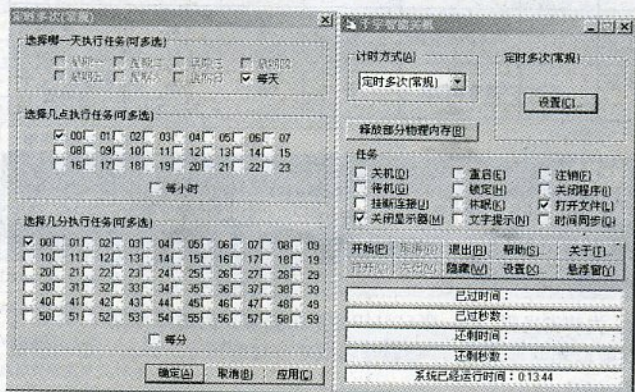 定时多次(常规)
选择哪一天执行任务(可多选)
星期一 星期二 星期三 星期四
星期五 星期六 星期日 每天
选择几点执行任务(可多选)
00 01 02 03 04 05 06 07
08 09 10 11 12 13 14 15
16 17 18 19 20 21 22 23
每小时
选择几分执行任务(可多选)
00 01 02 03 04 05 06 07 08 09
10 11 12 13 14 15 16 17 18 19
20 21 22 23 24 25 26 27 28 29
30 31 32 33 34 35 36 37 38 39
40 41 42 43 44 45 46 47 48 49
50 51 52 53 54 55 56 57 58 59
每分
确定(A) 取消(B) 应用(C)
计时方式(A)
定时多次(常规)
定时多次(常规)
设置(C)...
释放部分物理内存(B)
任务
关机(D) 重启(E) 注销(F)
待机(G) 锁定(H) 关闭程序(I)
挂断连接(J) 休眠(K) 打开文件(L)
关闭显示器(M) 文字提示(N) 时间同步(O)
开始(P) 退出(R) 帮助(S) 关于(T)...
隐藏(W) 设置(X) 悬浮窗(Y)
已过时间：
已过秒数：
还剩时间：
还剩秒数：
系统已经运行时间：0:13:44